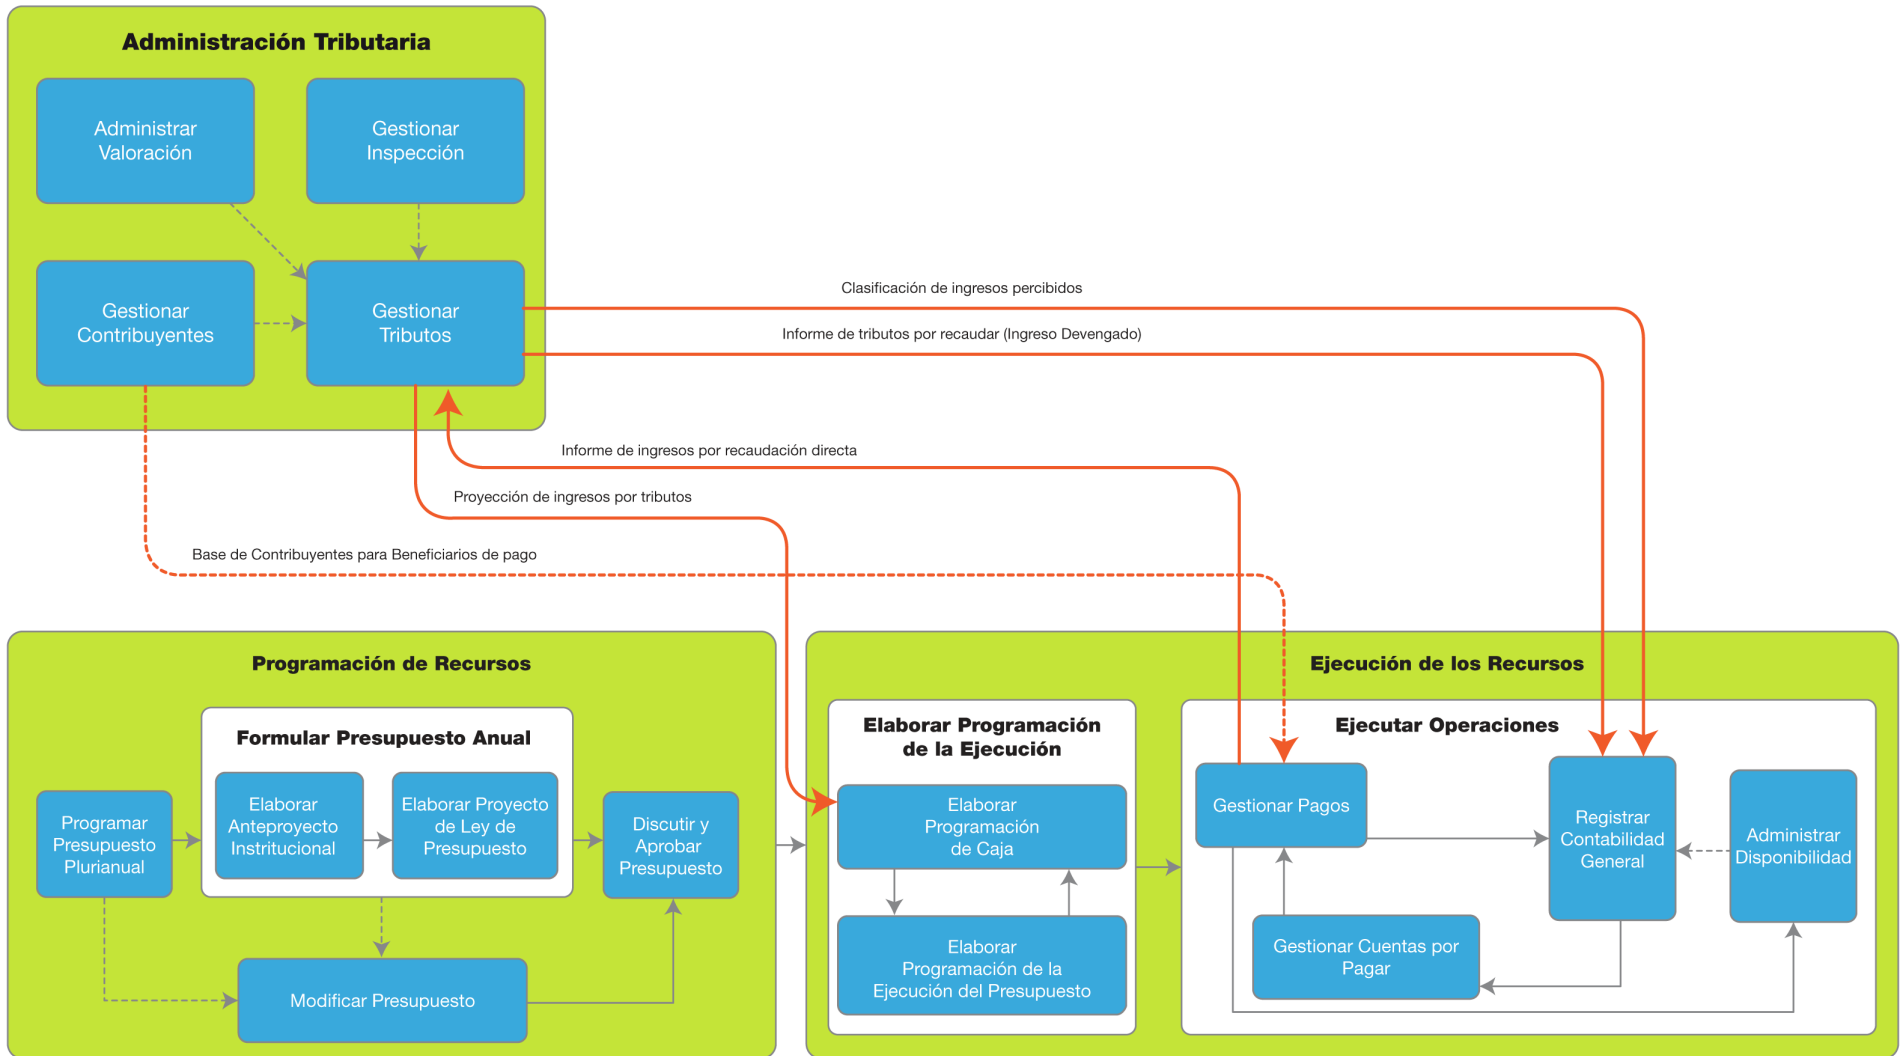 Administración Tributaria
Administrar
Valoración
Gestionar
Inspección
Gestionar
Contribuyentes
Gestionar
Tributos
Clasificación de ingresos percibidos
Informe de tributos por recaudar (Ingreso Devengado)
Informe de ingresos por recaudación directa
Proyección de ingresos por tributos
Base de Contribuyentes para Beneficiarios de pago
Programación de Recursos
Formular Presupuesto Anual
Programar
Presupuesto
Plurianual
Elaborar
Anteproyecto
Institricional
Elaborar Proyecto
de Ley de
Presupuesto
Discutir y
Aprobar
Presupuesto
Modificar Presupuesto
Ejecución de los Recursos
Elaborar Programación
de la Ejecución
Elaborar
Programación
de Caja
Elaborar
Programación de la
Ejecución del Presupuesto
Ejecutar Operaciones
Gestionar Pagos
Registrar
Contabilidad
General
Administrar
Disponibilidad
Gestionar Cuentas por
Pagar